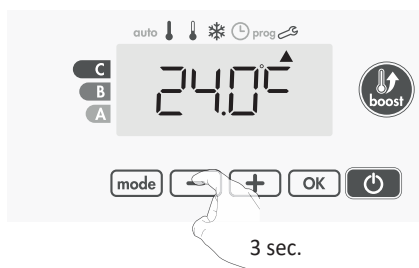 auto prog
C
B
A
24.0°C
boost
mode - + OK
3 sec.